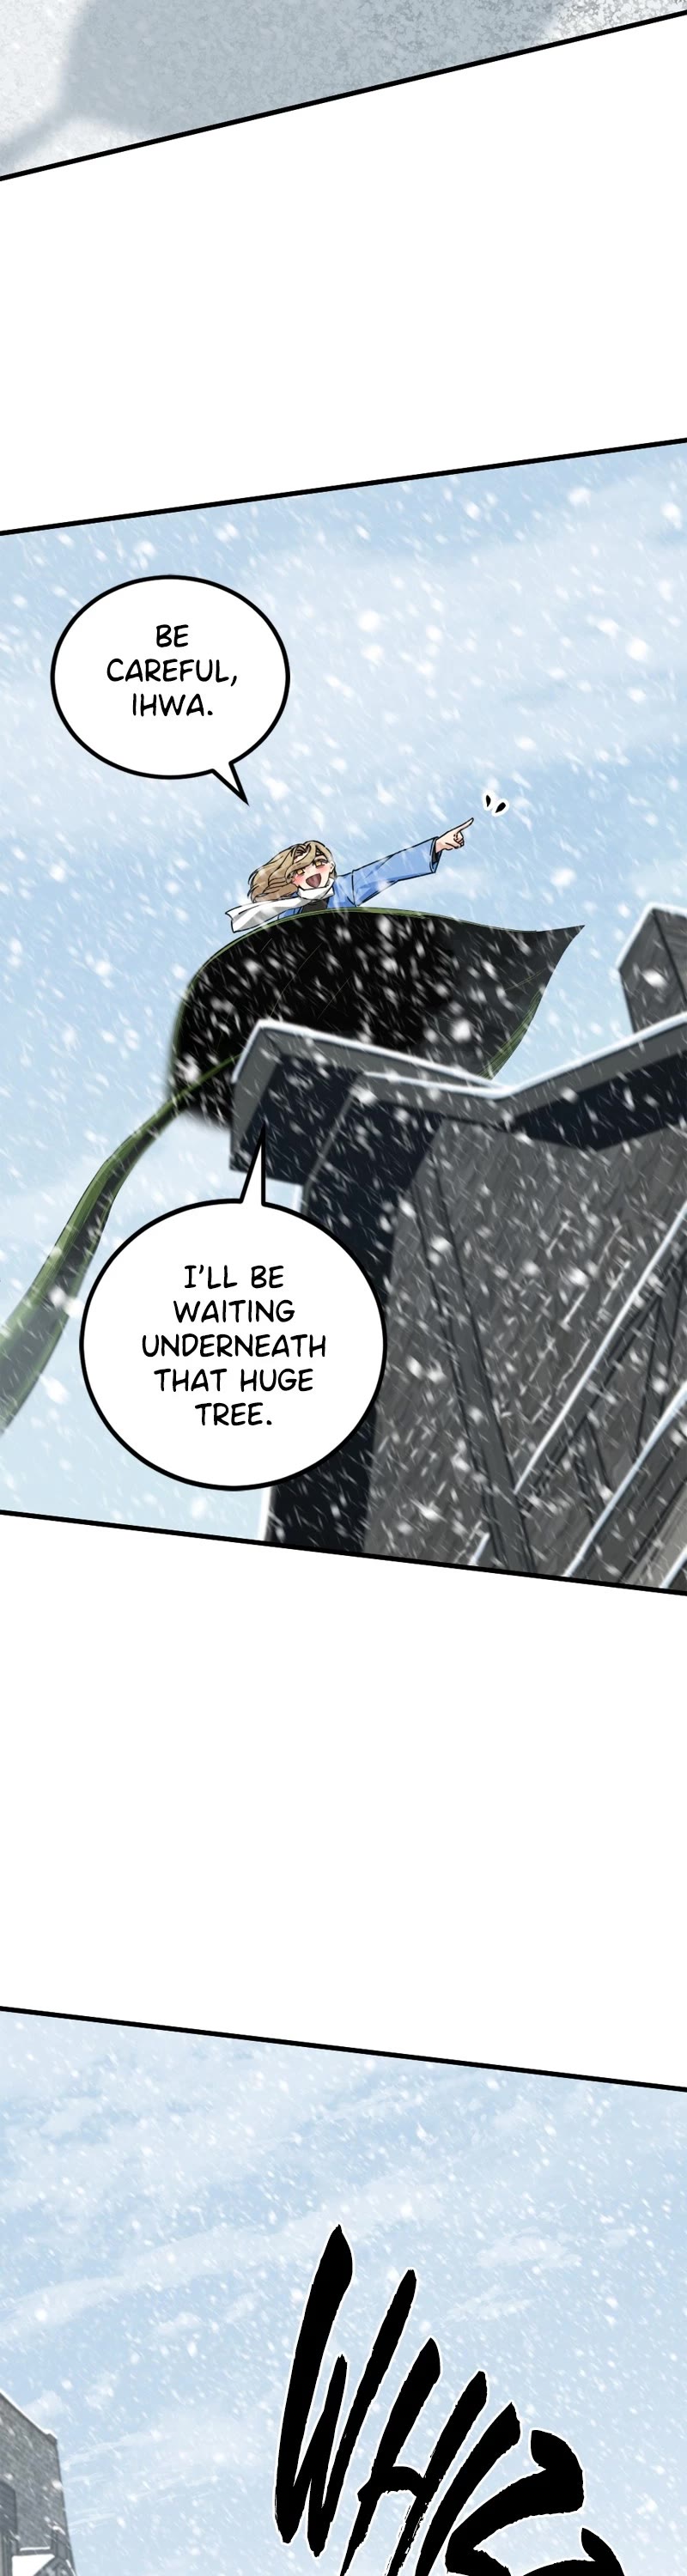 BE
CAREFUL,
IHWA.
I'LL BE
WAITING
UNDERNEATH
THAT HUGE
TREE.